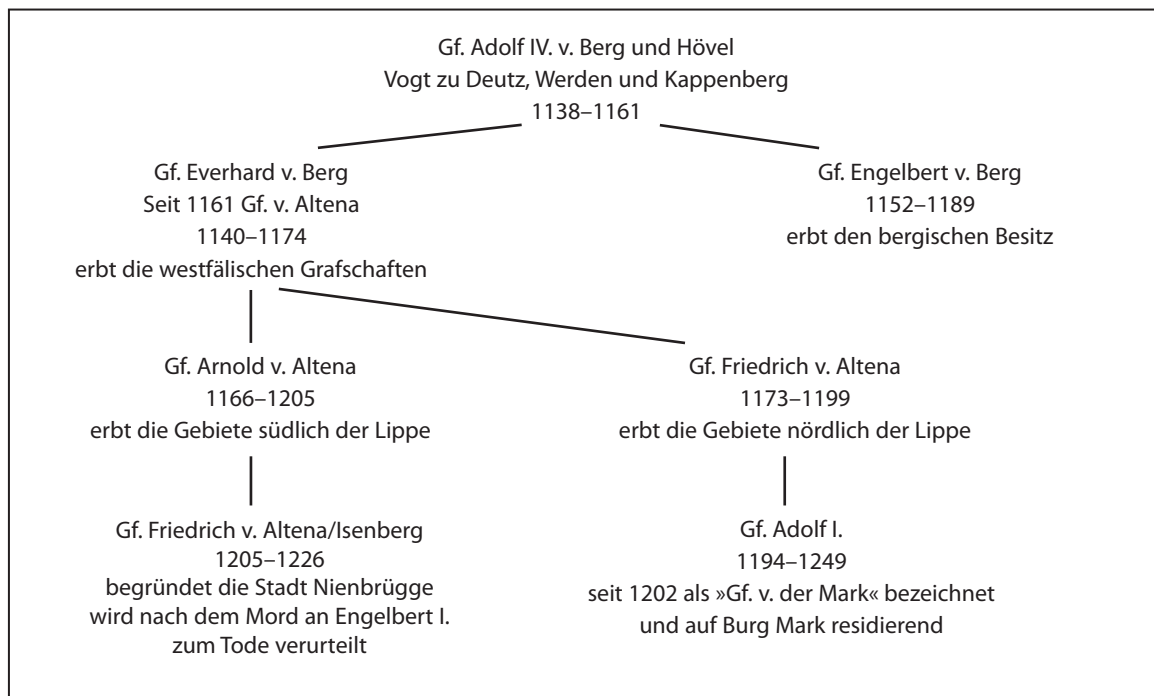 Gf. Adolf IV. v. Berg und Hövel
Vogt zu Deutz, Werden und Kappenberg
1138–1161
Gf. Everhard v. Berg
Seit 1161 Gf. v. Altena
1140–1174
erbt die westfälischen Grafschaften
Gf. Engelbert v. Berg
1152–1189
erbt den bergischen Besitz
Gf. Arnold v. Altena
1166–1205
erbt die Gebiete südlich der Lippe
Gf. Friedrich v. Altena
1173–1199
erbt die Gebiete nördlich der Lippe
Gf. Friedrich v. Altena/Isenberg
1205–1226
begründet die Stadt Nienbrügge
wird nach dem Mord an Engelbert I.
zum Tode verurteilt
Gf. Adolf I.
1194–1249
seit 1202 als »Gf. v. der Mark« bezeichnet
und auf Burg Mark residierend